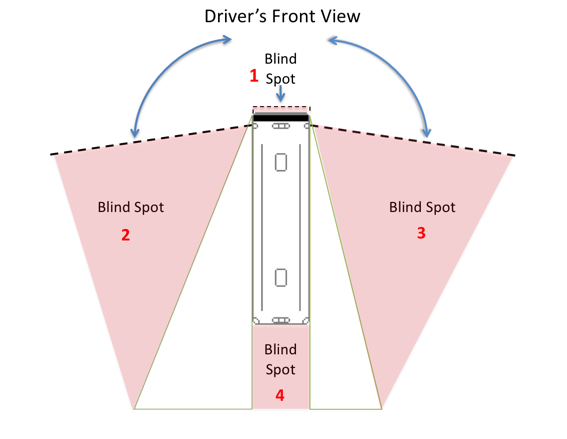 Driver’s Front View
Blind
1 Spot
Blind Spot
2
Blind Spot
3
Blind
Spot
4